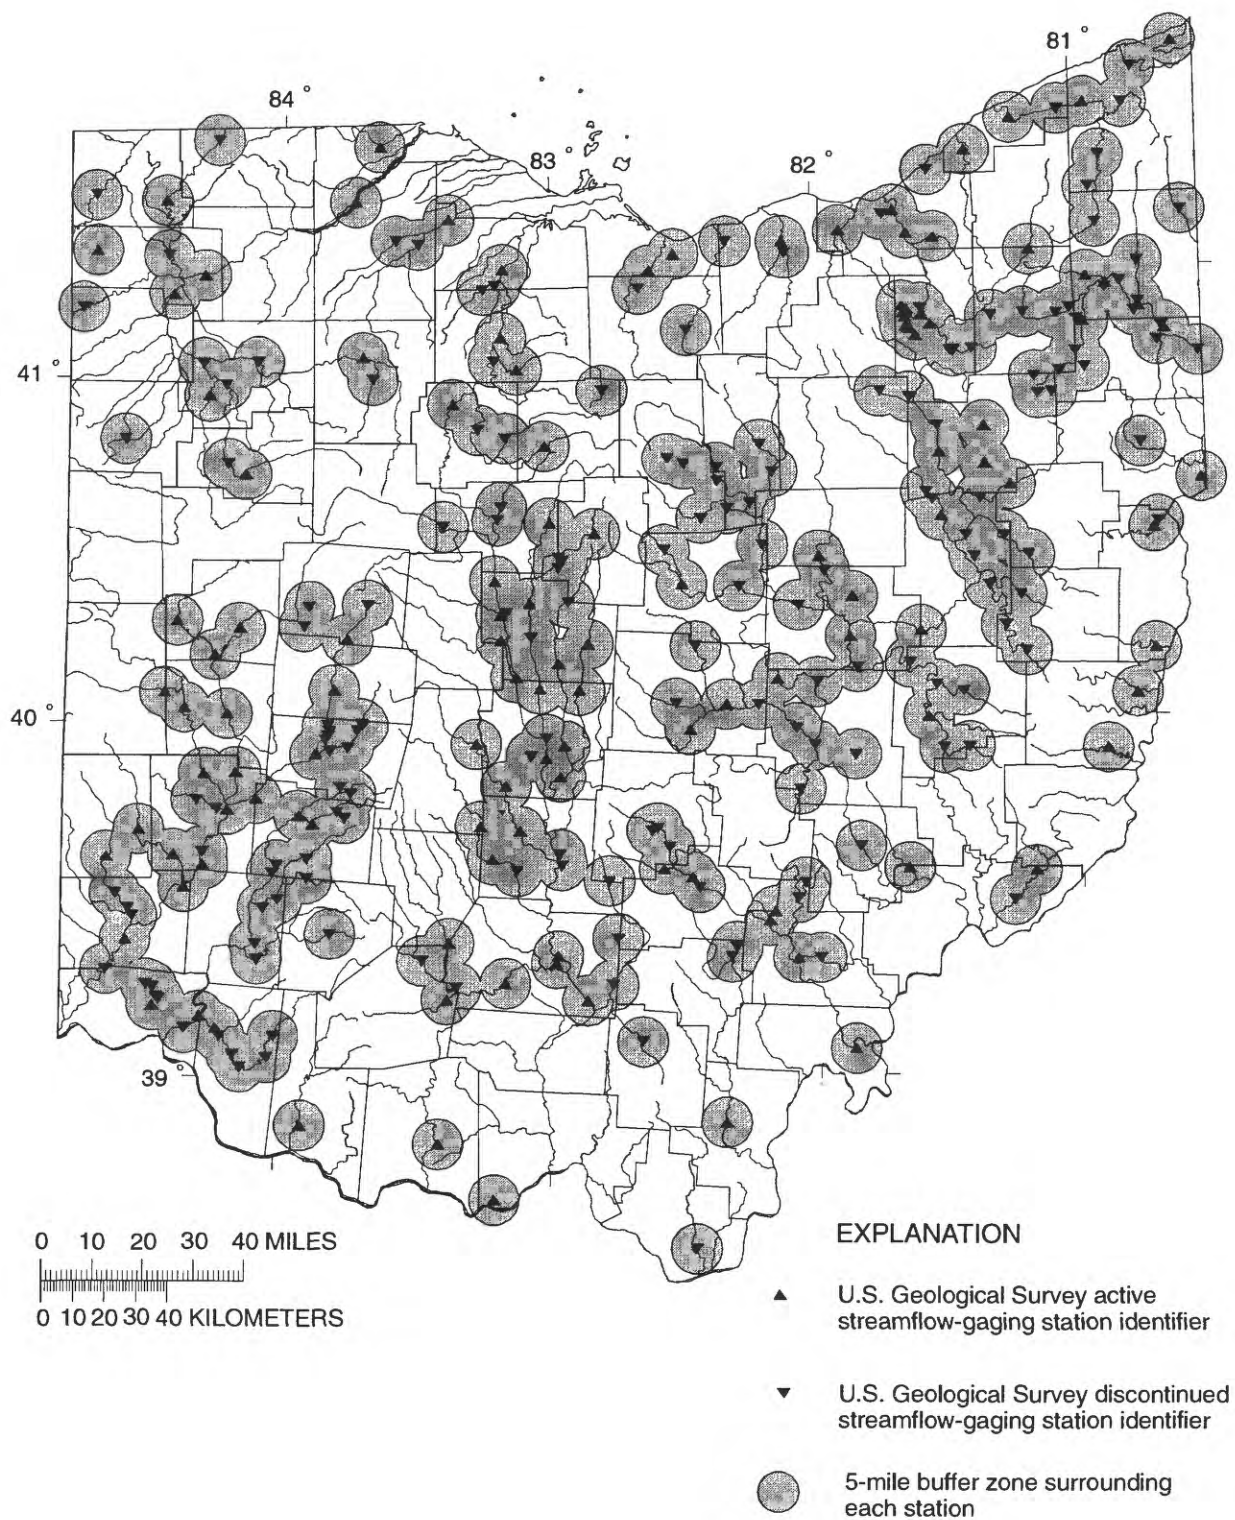 81 °
84 °
83 °
82 °
41 °
40 °
39 °
0 10 20 30 40 MILES
0 10 20 30 40 KILOMETERS
EXPLANATION
U.S. Geological Survey active
streamflow-gaging station identifier
U.S. Geological Survey discontinued
streamflow-gaging station identifier
5-mile buffer zone surrounding
each station